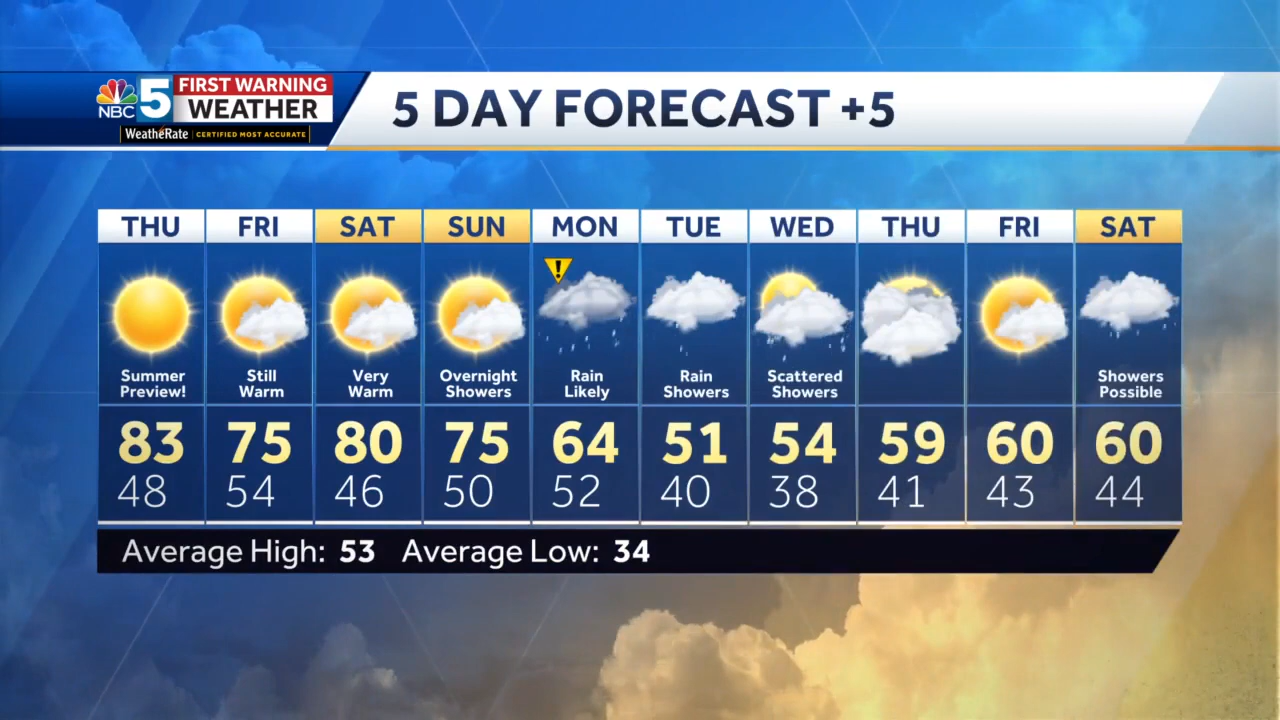 NBC 5 FIRST WARNING
WEATHER
WeatheRate CERTIFIED MOST ACCURATE
5 DAY FORECAST +5
THU FRI SAT SUN MON TUE WED THU FRI SAT
!
Summer Still Very Overnight Rain Rain Scattered Showers
Preview! Warm Warm Showers Likely Showers Showers Possible
83 75 80 75 64 51 54 59 60 60
48 54 46 50 52 40 38 41 43 44
Average High: 53 Average Low: 34